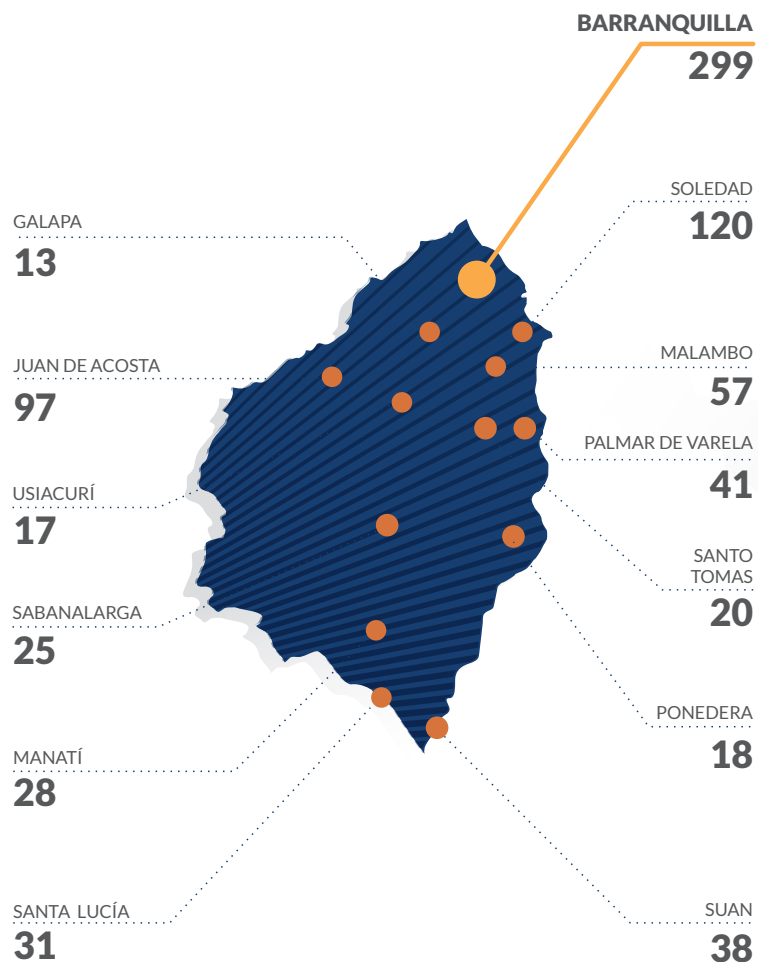 BARRANQUILLA
299
SOLEDAD
120
GALAPA
13
MALAMBO
57
JUAN DE ACOSTA
97
PALMAR DE VARELA
41
USIACURÍ
17
SANTO
TOMAS
20
SABANALARGA
25
PONEDERA
18
MANATÍ
28
SANTA LUCÍA
31
SUAN
38